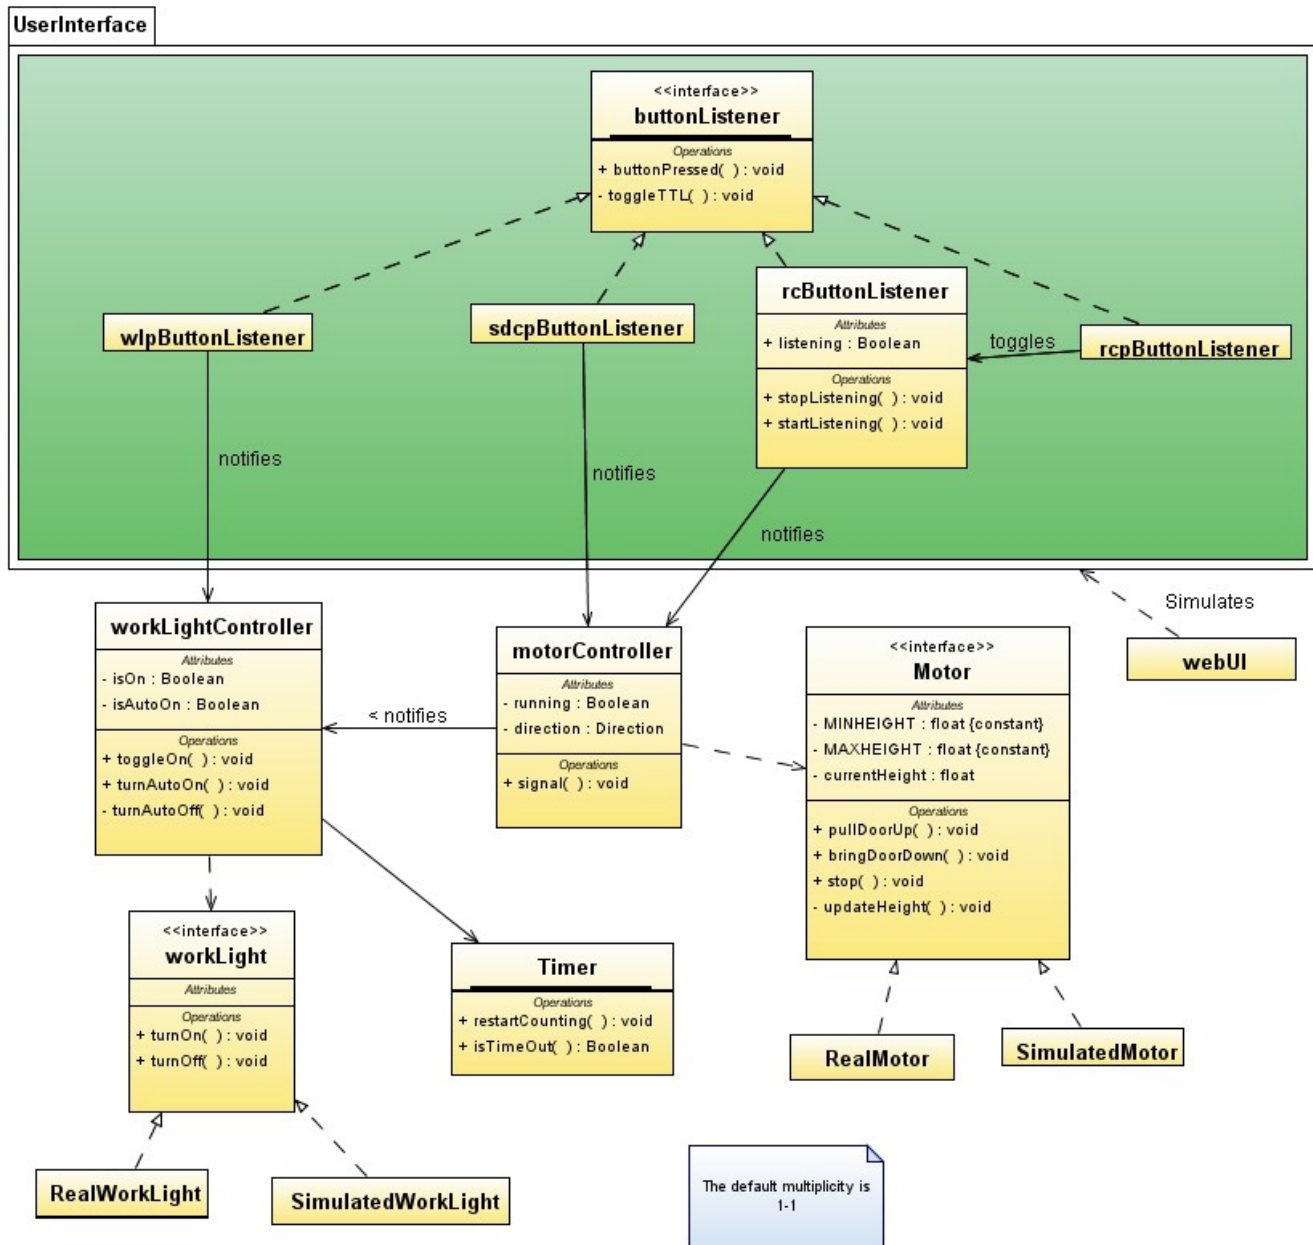 UserInterface
<<interface>>
buttonListener
Operations
+ buttonPressed( ) : void
- toggleTTL( ) : void
wlpButtonListener
sdcpButtonListener
rcButtonListener
Attributes
+ listening : Boolean
Operations
+ stopListening( ) : void
+ startListening( ) : void
toggles
rcpButtonListener
notifies
notifies
notifies
Simulates
webUI
workLightController
Attributes
- isOn : Boolean
- isAutoOn : Boolean
Operations
+ toggleOn( ) : void
+ turnAutoOn( ) : void
- turnAutoOff( ) : void
< notifies
motorController
Attributes
- running : Boolean
- direction : Direction
Operations
+ signal( ) : void
<<interface>>
Motor
Attributes
- MINHEIGHT : float {constant}
- MAXHEIGHT : float {constant}
- currentHeight : float
Operations
+ pullDoorUp( ) : void
+ bringDoorDown( ) : void
+ stop( ) : void
- updateHeight( ) : void
<<interface>>
workLight
Attributes
Operations
+ turnOn( ) : void
+ turnOff( ) : void
Timer
Operations
+ restartCounting( ) : void
+ isTimeOut( ) : Boolean
RealMotor
SimulatedMotor
RealWorkLight
SimulatedWorkLight
The default multiplicity is
1-1